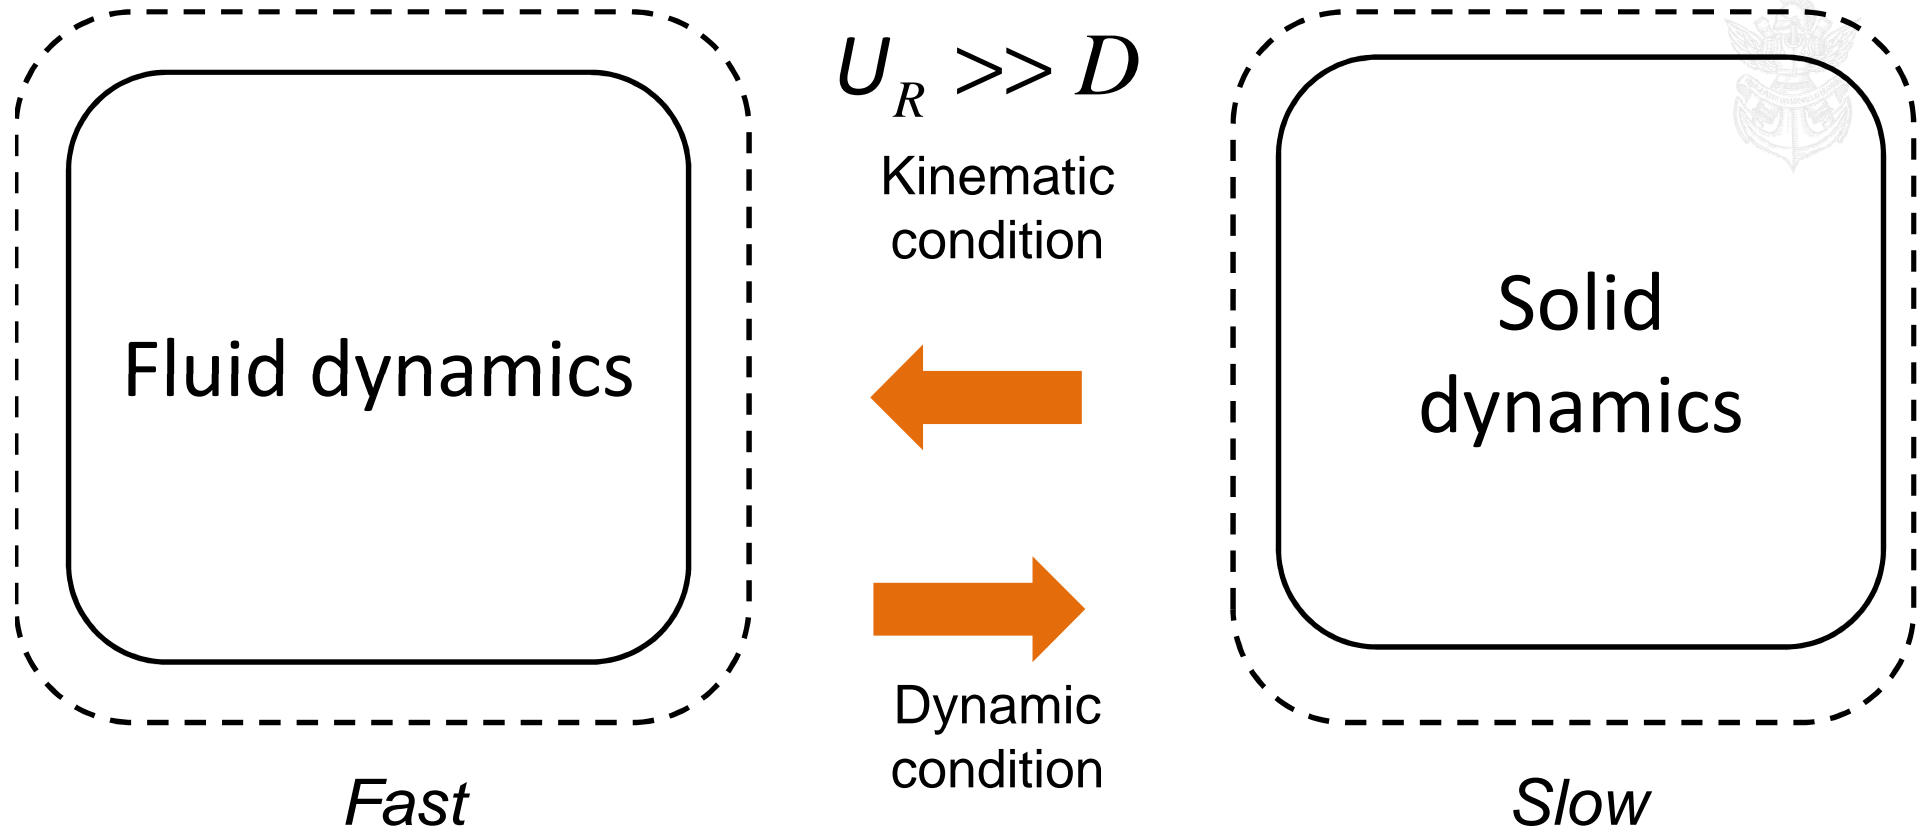 U_R >> D
Kinematic
condition
Fluid dynamics
Solid
dynamics
Dynamic
condition
Fast
Slow